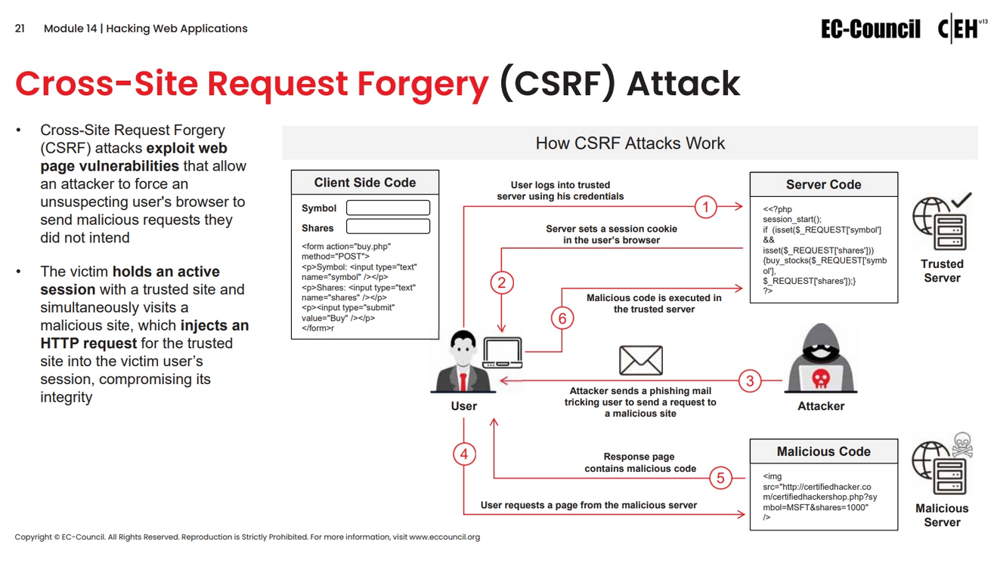 21 Module 14 | Hacking Web Applications
EC-Council C|EH v13
Cross-Site Request Forgery (CSRF) Attack
• Cross-Site Request Forgery
(CSRF) attacks exploit web
page vulnerabilities that allow
an attacker to force an
unsuspecting user's browser to
send malicious requests they
did not intend
• The victim holds an active
session with a trusted site and
simultaneously visits a
malicious site, which injects an
HTTP request for the trusted
site into the victim user’s
session, compromising its
integrity
How CSRF Attacks Work
Client Side Code
Symbol
Shares
<form action="buy.php"
method="POST">
<p>Symbol: <input type="text"
name="symbol" /></p>
<p>Shares: <input type="text"
name="shares" /></p>
<p><input type="submit"
value="Buy" /></p>
</form>r
User logs into trusted
server using his credentials
1
Server sets a session cookie
in the user’s browser
2
Malicious code is executed in
the trusted server
6
Server Code
<<?php
session_start();
if (isset($_REQUEST['symbol']
&&
isset($_REQUEST['shares']))
{buy_stocks($_REQUEST['symb
ol'],
$_REQUEST['shares']);}
?>
Trusted
Server
3
Attacker sends a phishing mail
tricking user to send a request to
a malicious site
User
Attacker
4
Response page
contains malicious code
5
User requests a page from the malicious server
Malicious Code
<img
src="http://certifiedhacker.co
m/certifiedhackershop.php?sy
mbol=MSFT&shares=1000"
/>
Malicious
Server
Copyright © EC-Council. All Rights Reserved. Reproduction is Strictly Prohibited. For more information, visit www.eccouncil.org